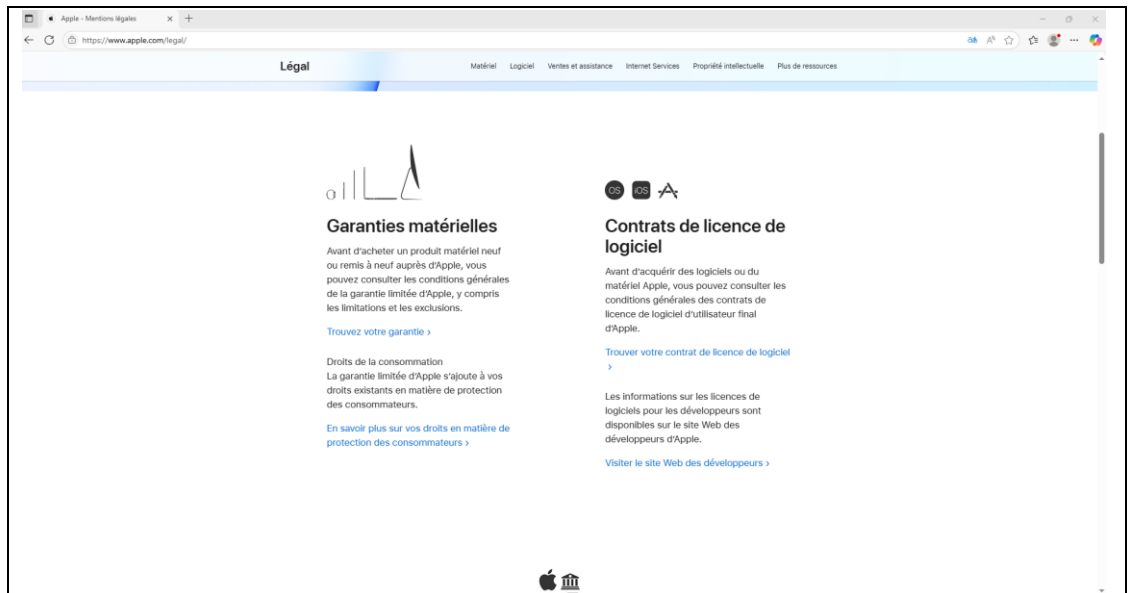 Apple - Mentions légales
https://www.apple.com/legal/
Légal
Matériel Logiciel Ventes et assistance Internet Services Propriété intellectuelle Plus de ressources
Garanties matérielles
Avant d'acheter un produit matériel neuf
ou remis à neuf auprès d'Apple, vous
pouvez consulter les conditions générales
de la garantie limitée d'Apple, y compris
les limitations et les exclusions.
Trouvez votre garantie >
Droits de la consommation
La garantie limitée d'Apple s'ajoute à vos
droits existants en matière de protection
des consommateurs.
En savoir plus sur vos droits en matière de
protection des consommateurs >
OS iOS
Contrats de licence de
logiciel
Avant d'acquérir des logiciels ou du
matériel Apple, vous pouvez consulter les
conditions générales des contrats de
licence de logiciel d'utilisateur final
d'Apple.
Trouver votre contrat de licence de logiciel
>
Les informations sur les licences de
logiciels pour les développeurs sont
disponibles sur le site Web des
développeurs d'Apple.
Visiter le site Web des développeurs >